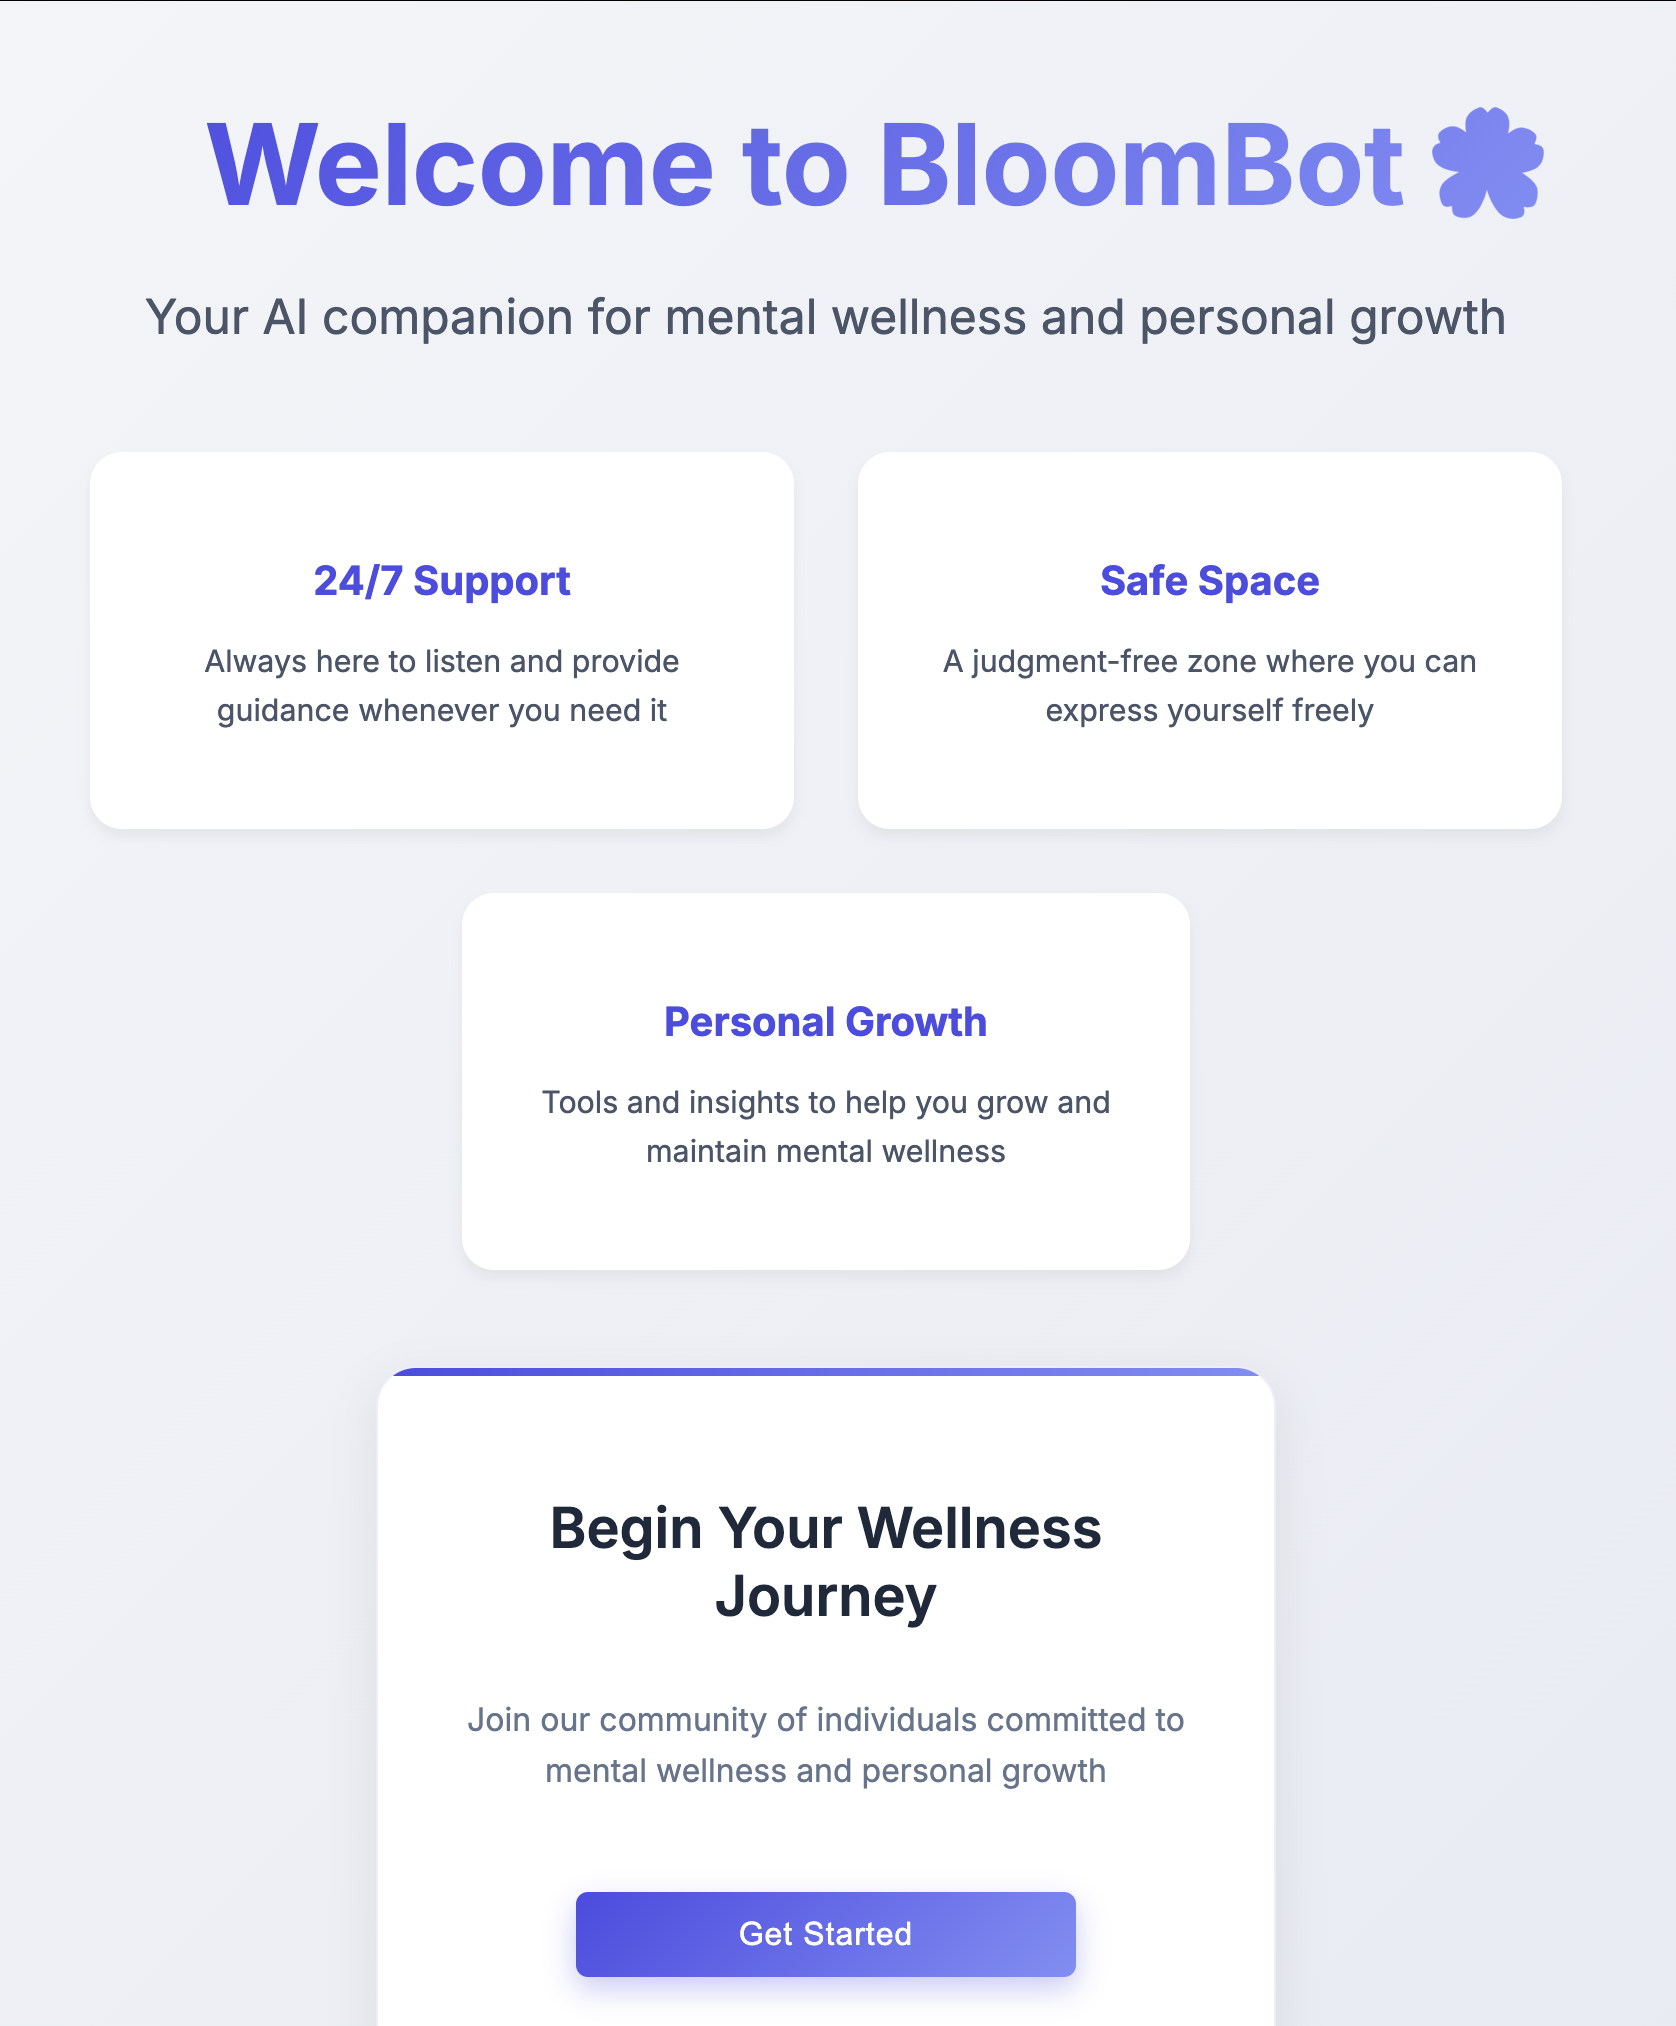 Welcome to BloomBot
Your AI companion for mental wellness and personal growth
24/7 Support
Always here to listen and provide
guidance whenever you need it
Safe Space
A judgment-free zone where you can
express yourself freely
Personal Growth
Tools and insights to help you grow and
maintain mental wellness
Begin Your Wellness
Journey
Join our community of individuals committed to
mental wellness and personal growth
Get Started